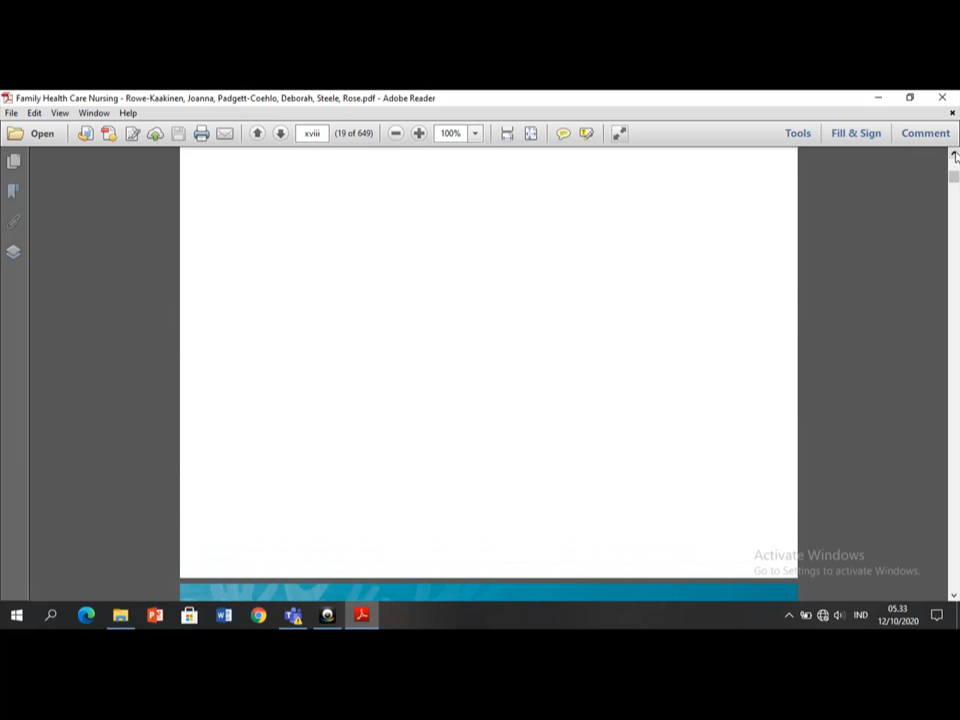 Family Health Care Nursing - Rowe-Kaakinen, Joanna, Padgett-Coehlo, Deborah, Steele, Rose.pdf - Adobe Reader
File Edit View Window Help
Open xviii (19 of 649) 100% Tools Fill & Sign Comment
Activate Windows
Go to Settings to activate Windows.
IND
05.33
12/10/2020